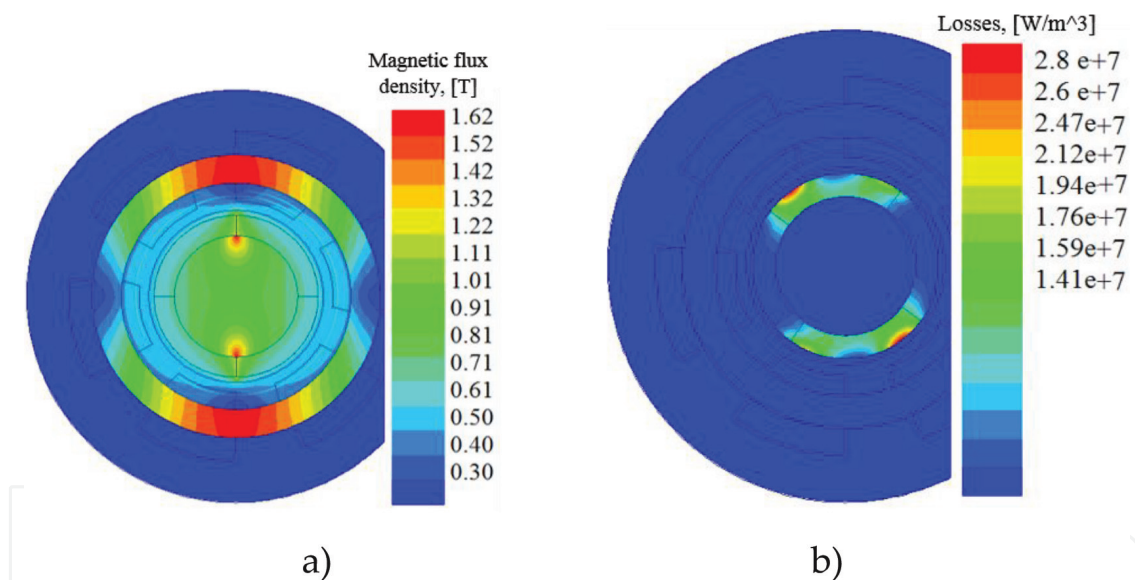 Magnetic flux
density, [T]
1.62
1.52
1.42
1.32
1.22
1.11
1.01
0.91
0.81
0.71
0.61
0.50
0.40
0.30
a)
Losses, [W/m^3]
2.8 e+7
2.6 e+7
2.47e+7
2.12e+7
1.94e+7
1.76e+7
1.59e+7
1.41e+7
b)